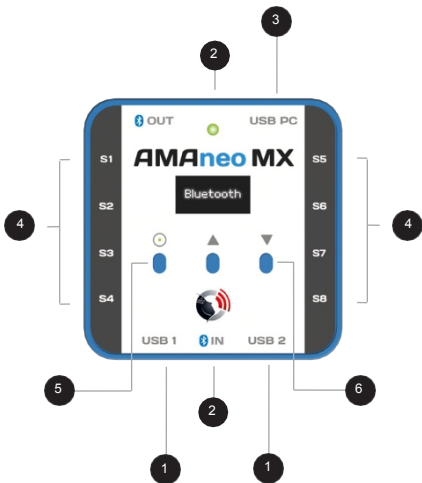 3
2
OUT
USB PC
S1
AMAneo MX
S5
Bluetooth
S2
S6
4
4
S3
S7
S4
S8
USB 1
IN
USB 2
5
6
2
1
1